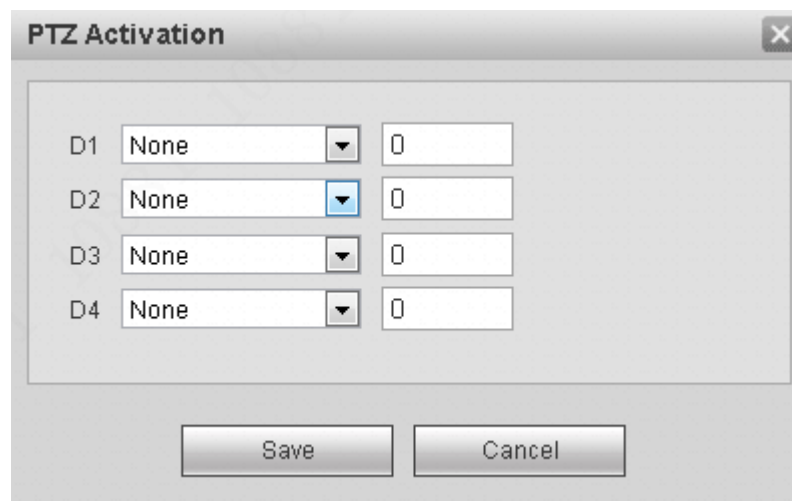 PTZ Activation
D1 None 0
D2 None 0
D3 None 0
D4 None 0
Save Cancel